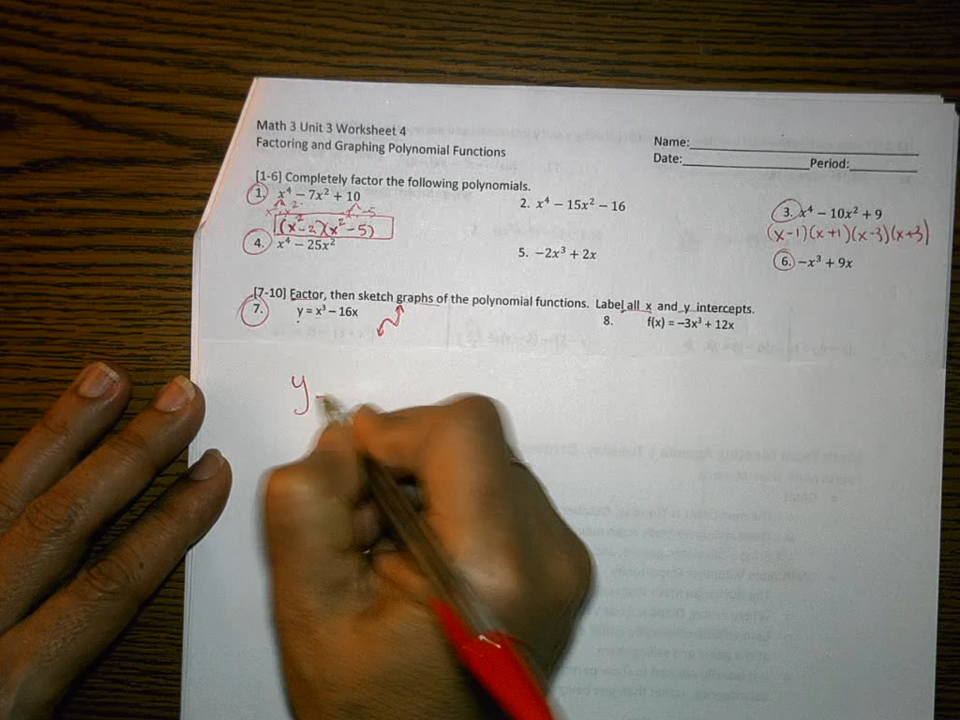 Math 3 Unit 3 Worksheet 4
Factoring and Graphing Polynomial Functions
Name:
Date: Period:
[1-6] Completely factor the following polynomials.
1. x⁴ – 7x² + 10
2. x⁴ – 15x² – 16
3. x⁴ – 10x² + 9
(x²-2)(x²-5)
(x-1)(x+1)(x-3)(x+3)
4. x⁴ – 25x²
5. –2x³ + 2x
6. –x³ + 9x
[7-10] Factor, then sketch graphs of the polynomial functions. Label all x and y intercepts.
7. y = x³ – 16x
8. f(x) = –3x³ + 12x
y